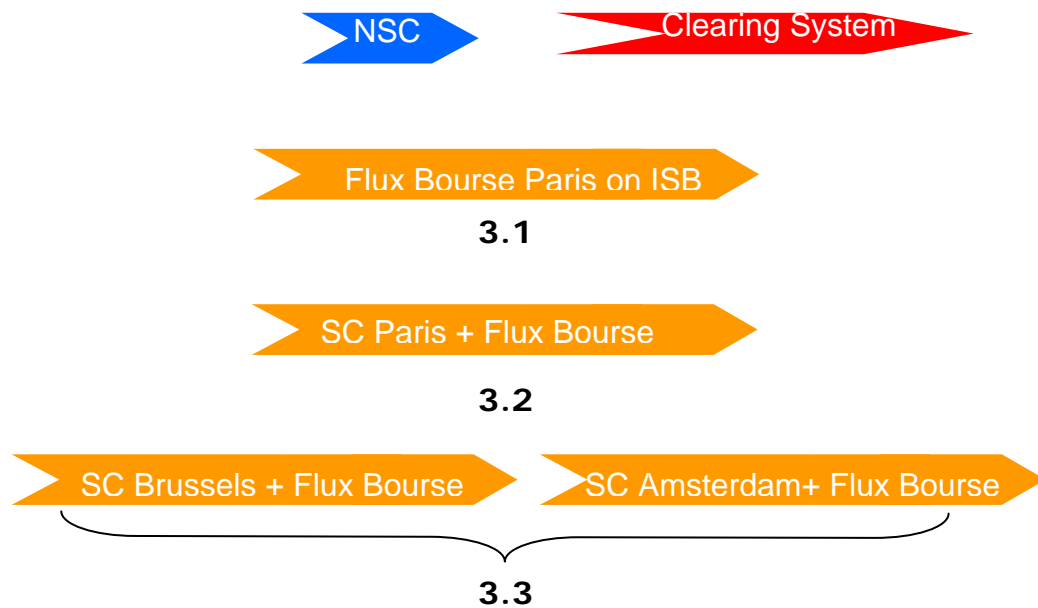 NSC
Clearing System
Flux Bourse Paris on ISB
3.1
SC Paris + Flux Bourse
3.2
SC Brussels + Flux Bourse
SC Amsterdam+ Flux Bourse
3.3